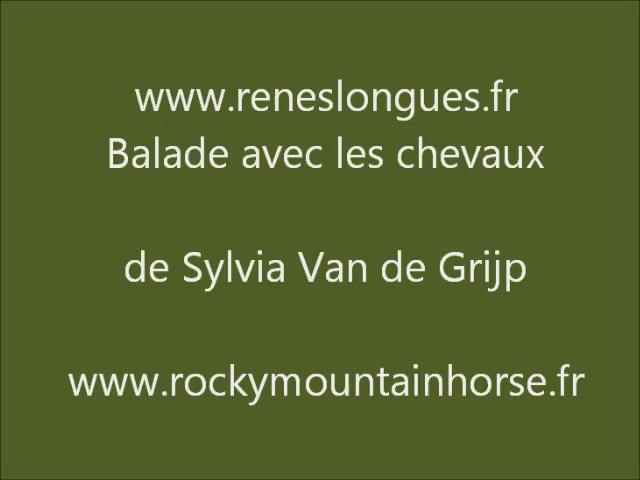 www.reneslongues.fr
Balade avec les chevaux
de Sylvia Van de Grijp
www.rockymountainhorse.fr